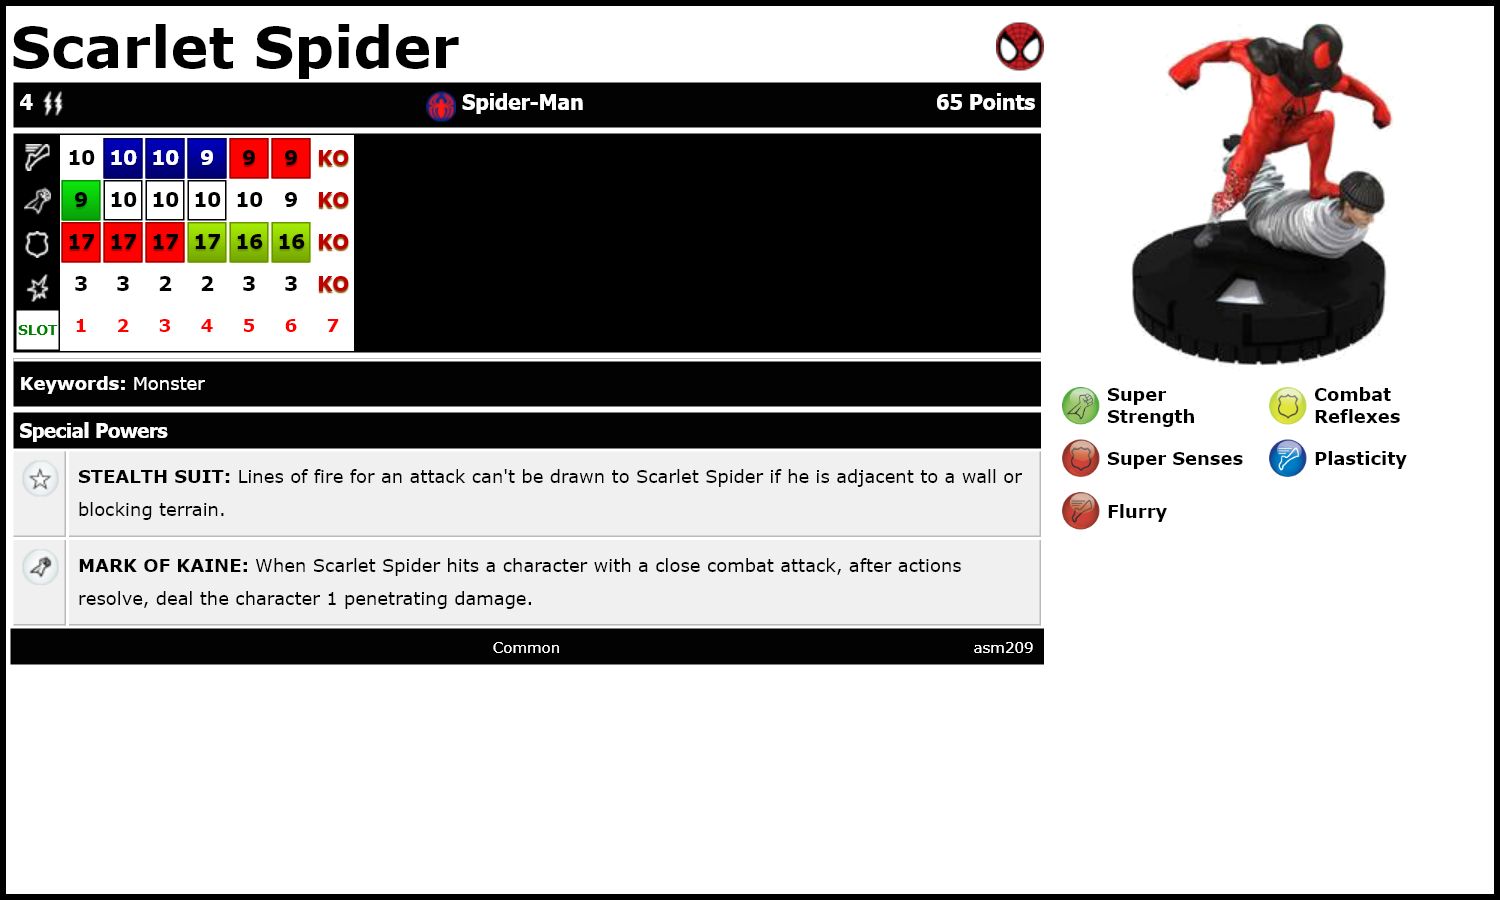 Scarlet Spider
4 Spider-Man 65 Points
10 10 10 9 9 9 KO
9 10 10 10 10 9 KO
17 17 17 17 16 16 KO
3 3 2 2 3 3 KO
SLOT 1 2 3 4 5 6 7
Keywords: Monster
Special Powers
STEALTH SUIT: Lines of fire for an attack can't be drawn to Scarlet Spider if he is adjacent to a wall or
blocking terrain.
MARK OF KAINE: When Scarlet Spider hits a character with a close combat attack, after actions
resolve, deal the character 1 penetrating damage.
Common asm209
Super
Strength
Combat
Reflexes
Super Senses
Plasticity
Flurry